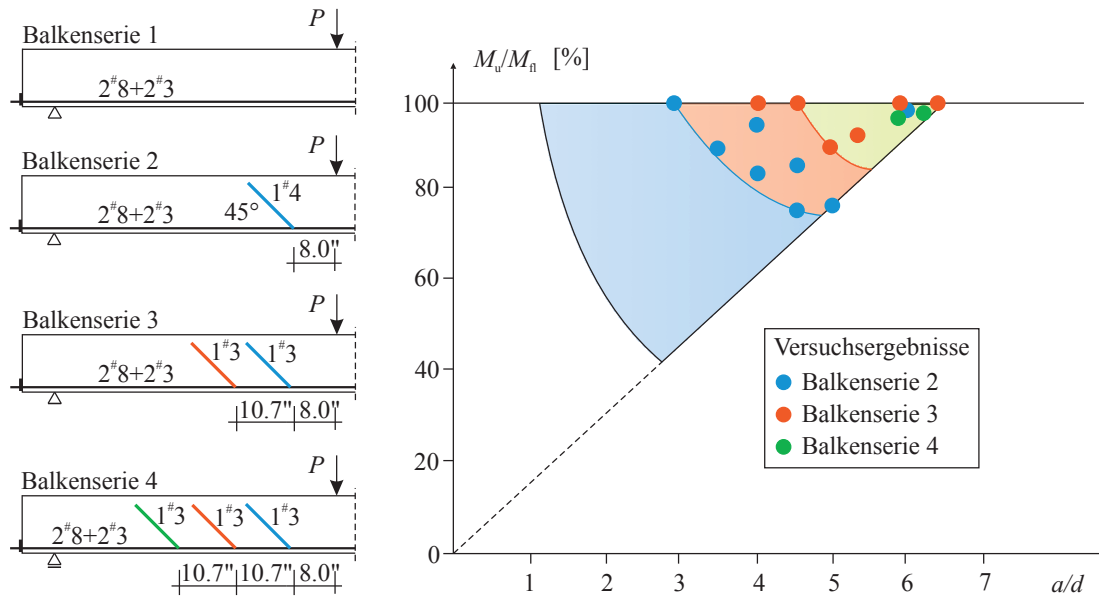 Balkenserie 1
P
2#8+2#3
Balkenserie 2
P
1#4
2#8+2#3
45°
8.0"
Balkenserie 3
P
1#3
1#3
2#8+2#3
10.7"
8.0"
Balkenserie 4
P
1#3
1#3
1#3
2#8+2#3
10.7"
10.7"
8.0"
Mu/Mfl [%]
100
80
60
40
20
0
1
2
3
4
5
6
7
a/d
Versuchsergebnisse
Balkenserie 2
Balkenserie 3
Balkenserie 4